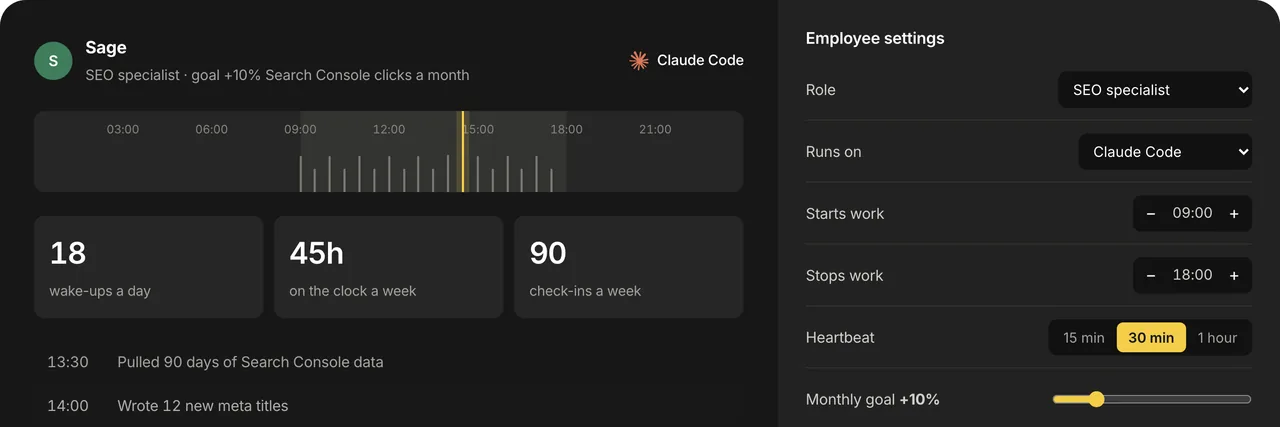 S
Sage
SEO specialist · goal +10% Search Console clicks a month
Claude Code
03:00 06:00 09:00 12:00 15:00 18:00 21:00
18
wake-ups a day
45h
on the clock a week
90
check-ins a week
13:30 Pulled 90 days of Search Console data
14:00 Wrote 12 new meta titles
Employee settings
Role SEO specialist
Runs on Claude Code
Starts work − 09:00 +
Stops work − 18:00 +
Heartbeat 15 min 30 min 1 hour
Monthly goal +10%